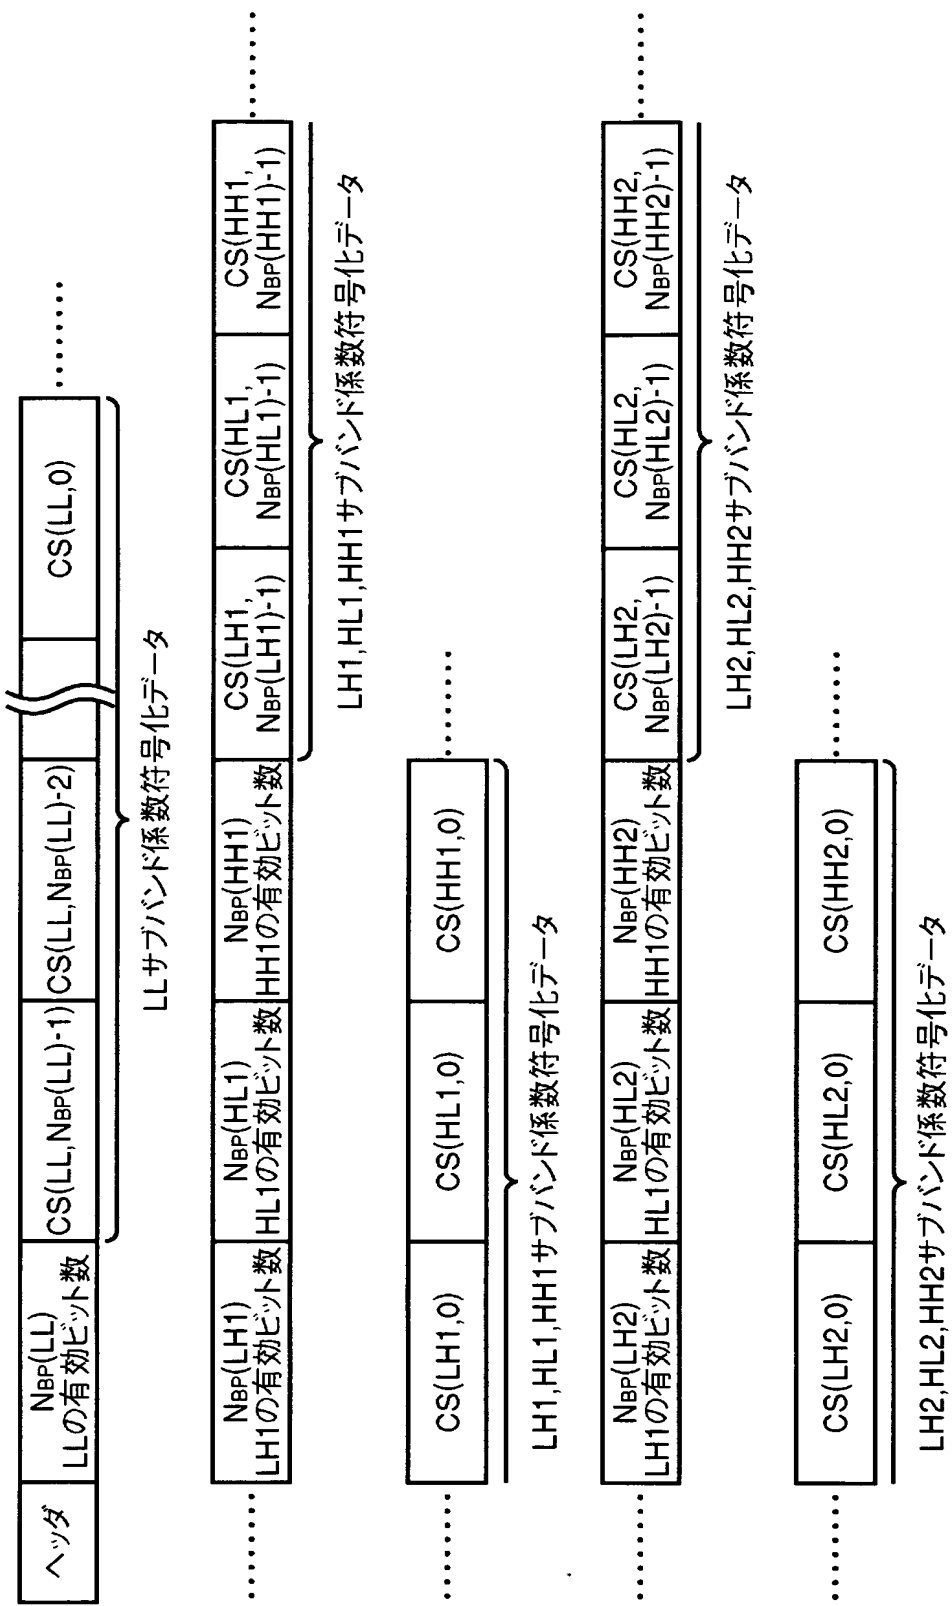 ヘッダ
NBP(LL)
LLの有効ビット数
CS(LL,NBP(LL)-1)
CS(LL,NBP(LL)-2)
CS(LL,0)
........
LLサブバンド係数符号化データ
........
NBP(LH1)
LH1の有効ビット数
NBP(HL1)
HL1の有効ビット数
NBP(HH1)
HH1の有効ビット数
CS(LH1,
NBP(LH1)-1)
CS(HL1,
NBP(HL1)-1)
CS(HH1,
NBP(HH1)-1)
........
LH1,HL1,HH1サブバンド係数符号化データ
........
CS(LH1,0)
CS(HL1,0)
CS(HH1,0)
........
LH1,HL1,HH1サブバンド係数符号化データ
........
NBP(LH2)
LH1の有効ビット数
NBP(HL2)
HL1の有効ビット数
NBP(HH2)
HH1の有効ビット数
CS(LH2,
NBP(LH2)-1)
CS(HL2,
NBP(HL2)-1)
CS(HH2,
NBP(HH2)-1)
........
LH2,HL2,HH2サブバンド係数符号化データ
........
CS(LH2,0)
CS(HL2,0)
CS(HH2,0)
........
LH2,HL2,HH2サブバンド係数符号化データ